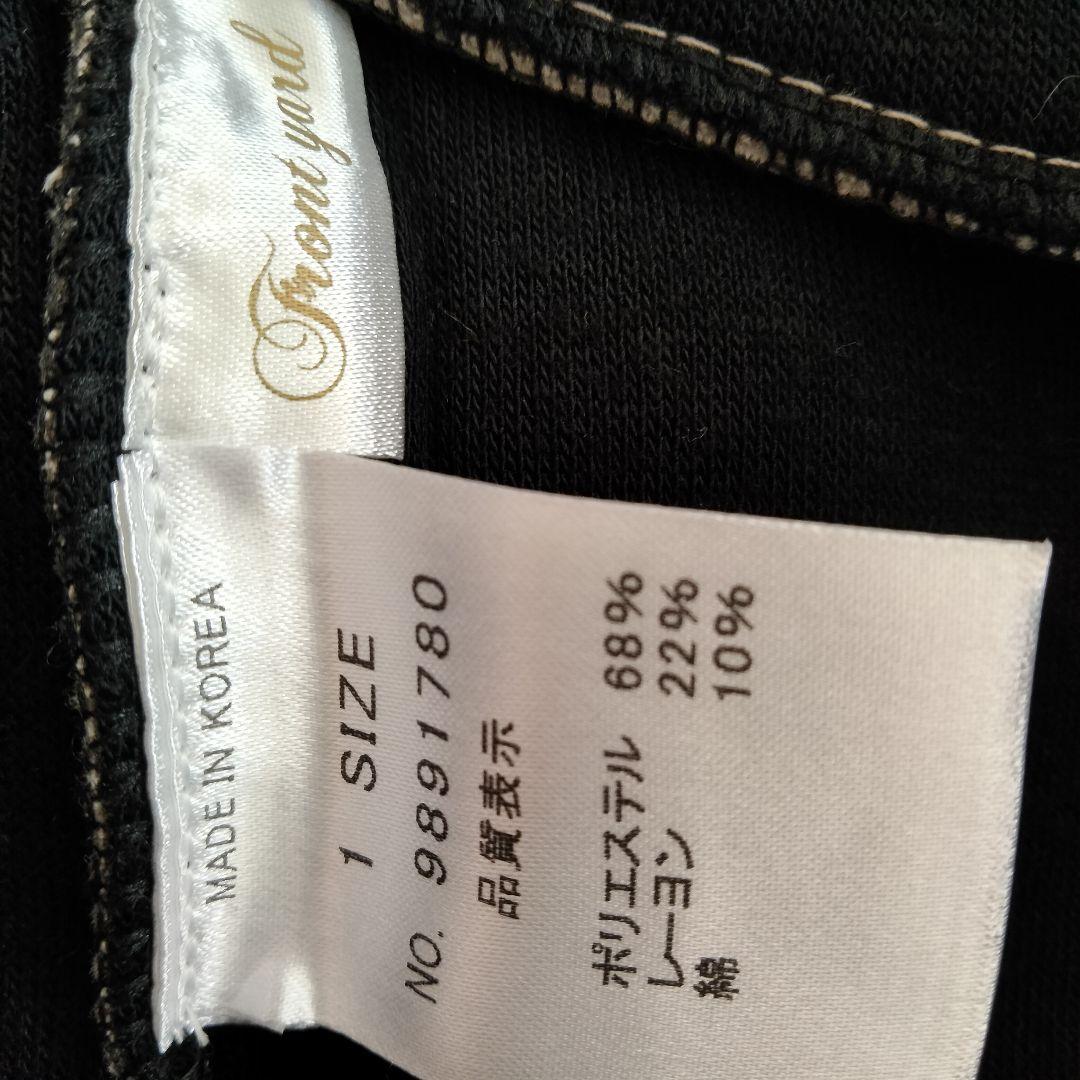 Front yard
MADE IN KOREA
1 SIZE
NO. 9891780
品質表示
ポリエステル 68%
レーヨン 22%
綿 10%